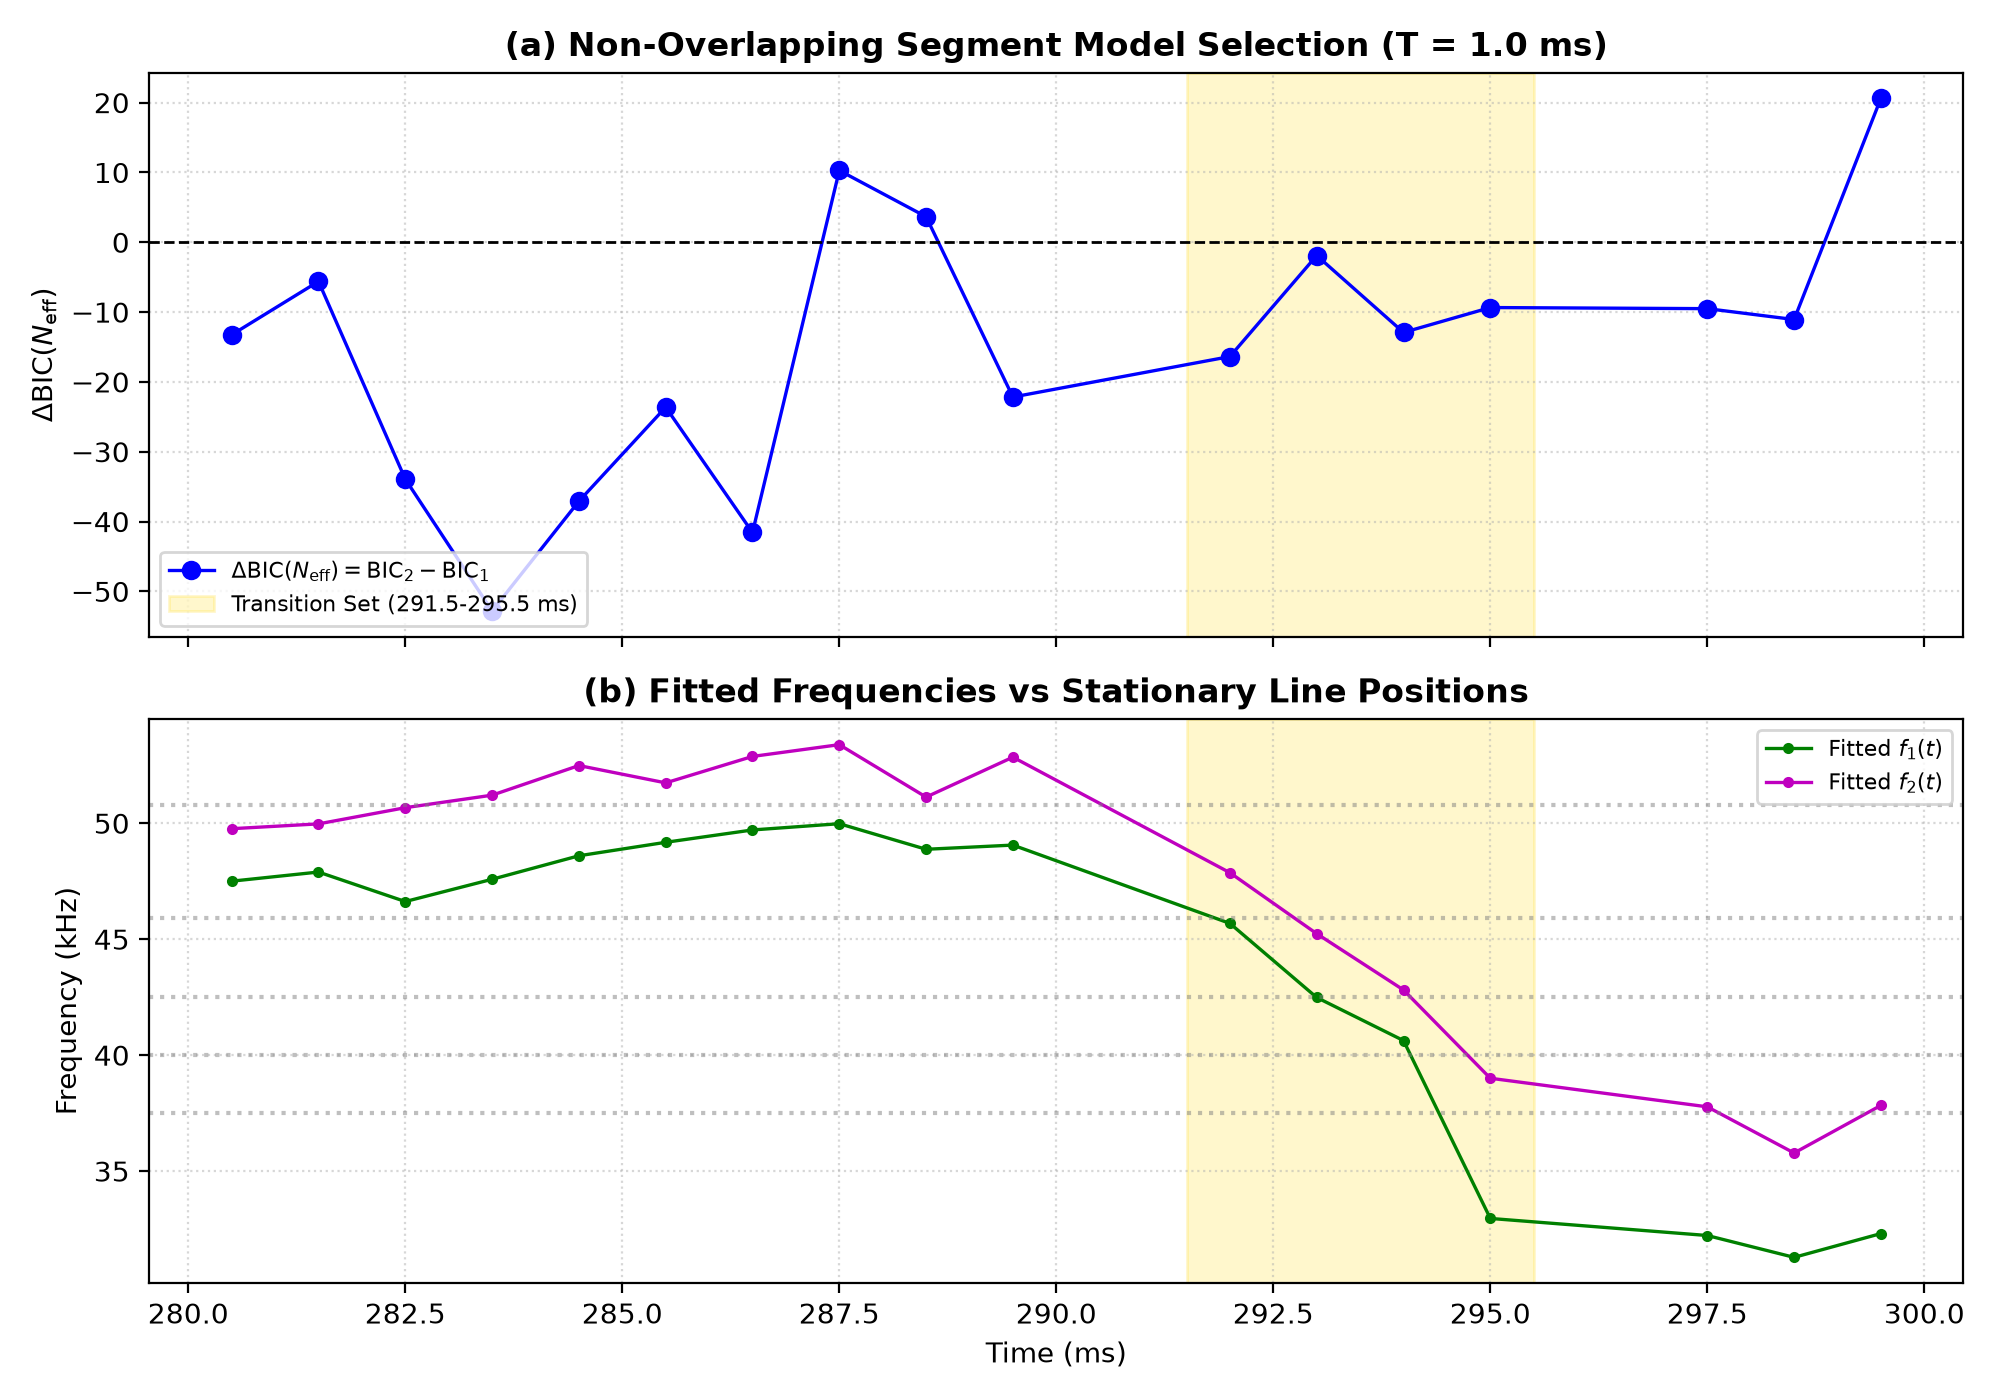 (a) Non-Overlapping Segment Model Selection (T = 1.0 ms)
20
10
0
−10
−20
−30
−40
−50
ΔBIC(N_eff)
ΔBIC(N_eff) = BIC₂ − BIC₁
Transition Set (291.5-295.5 ms)
(b) Fitted Frequencies vs Stationary Line Positions
50
45
40
35
Frequency (kHz)
Fitted f₁(t)
Fitted f₂(t)
280.0 282.5 285.0 287.5 290.0 292.5 295.0 297.5 300.0
Time (ms)